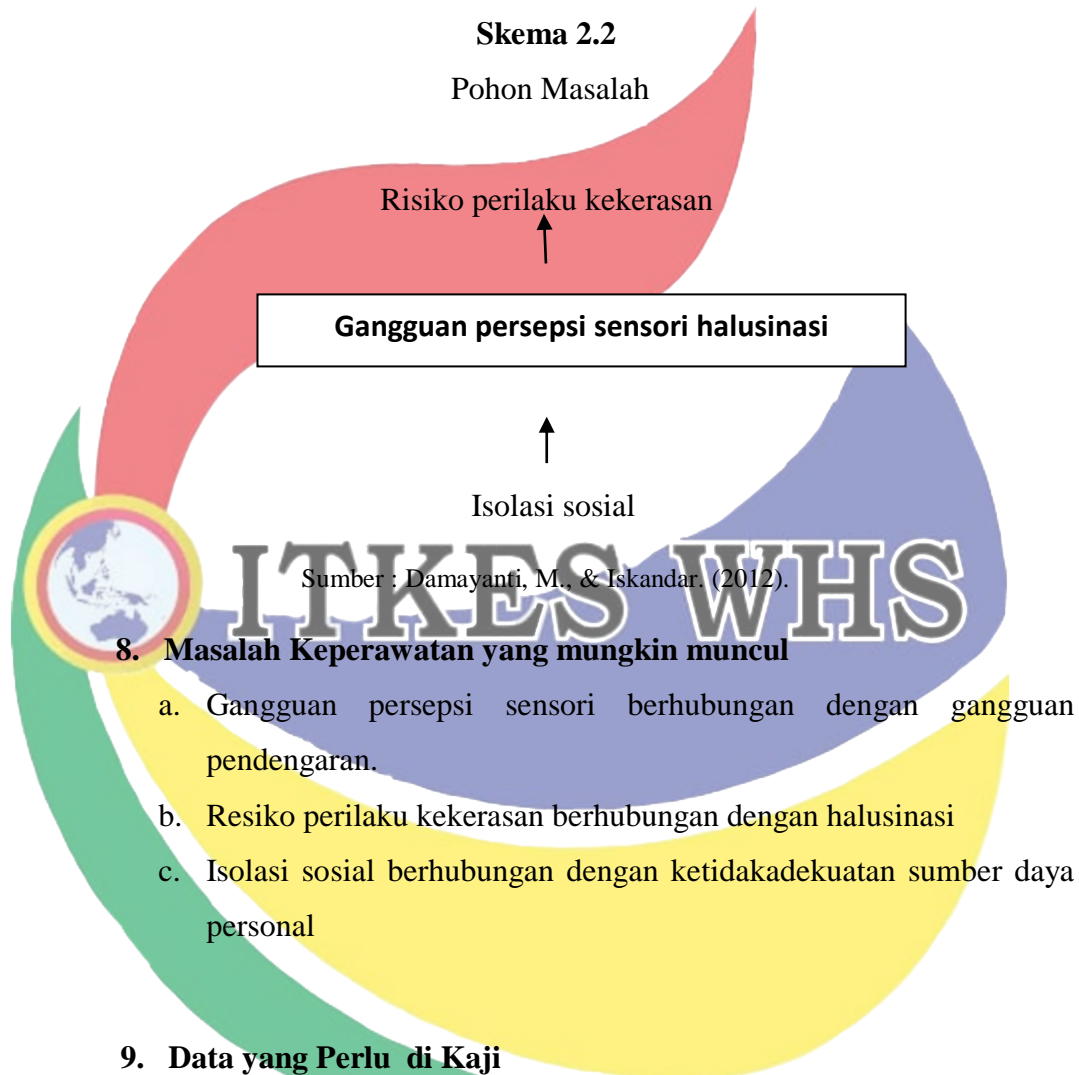 Skema 2.2
Pohon Masalah
Risiko perilaku kekerasan
Gangguan persepsi sensori halusinasi
Isolasi sosial
ITKES WHS
Sumber : Damayanti, M., & Iskandar. (2012).
8. Masalah Keperawatan yang mungkin muncul
a. Gangguan persepsi sensori berhubungan dengan gangguan
pendengaran.
b. Resiko perilaku kekerasan berhubungan dengan halusinasi
c. Isolasi sosial berhubungan dengan ketidakadekuatan sumber daya
personal
9. Data yang Perlu di Kaji